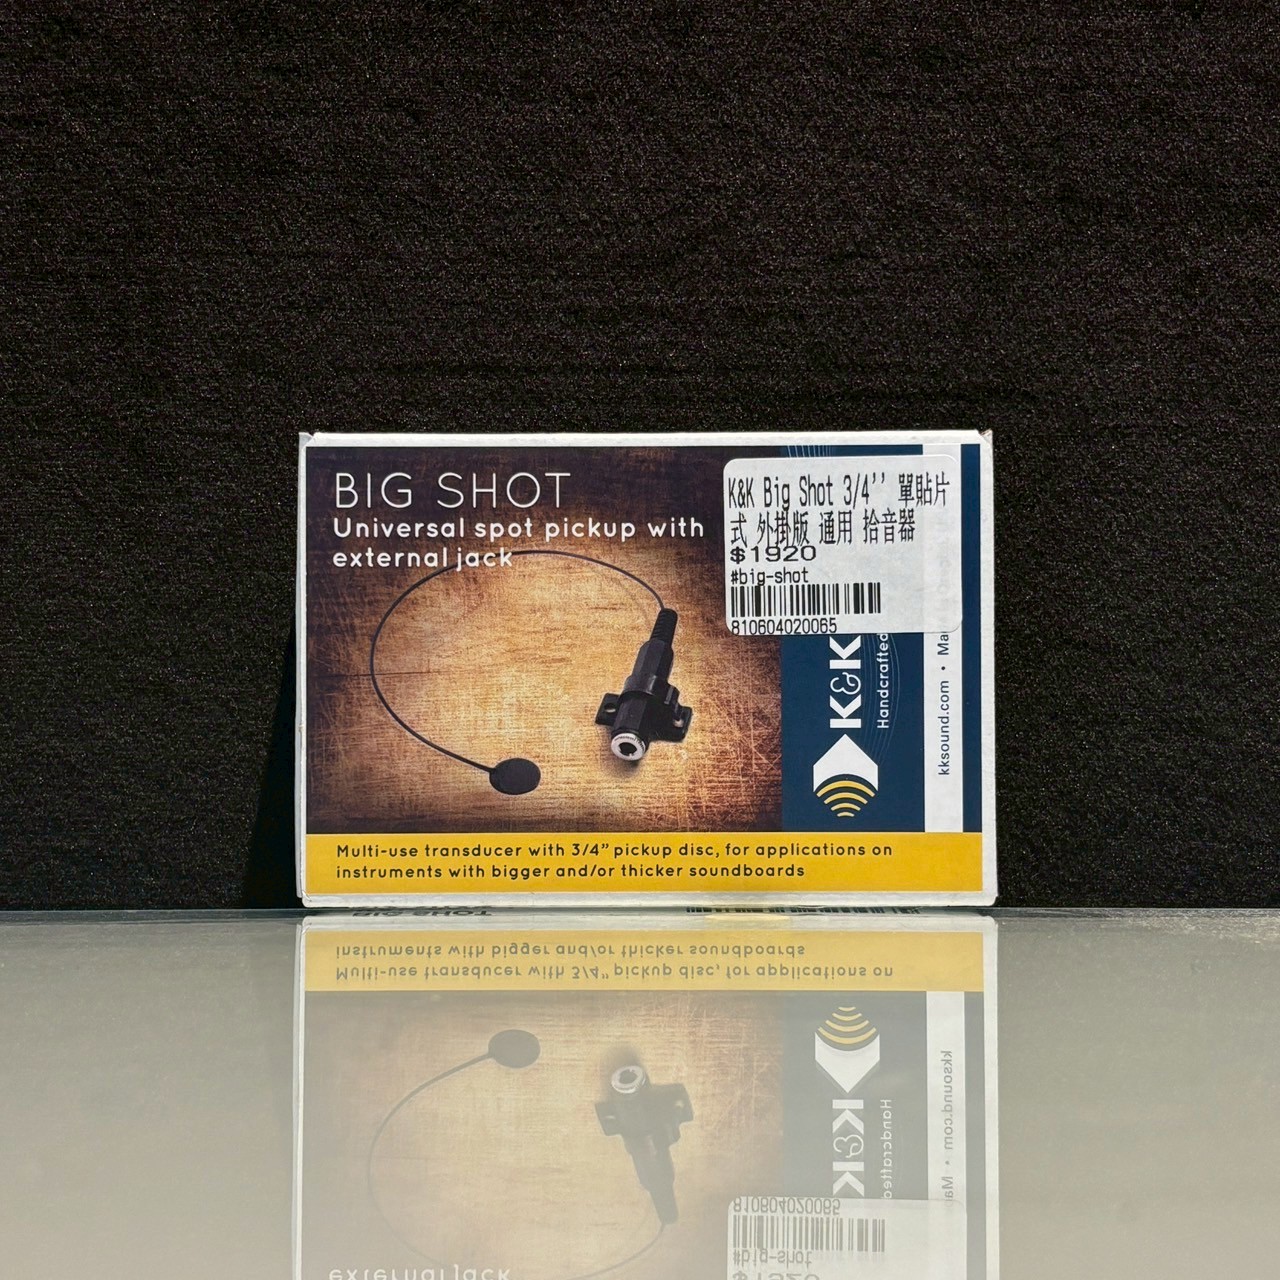 BIG SHOT
Universal spot pickup with
external jack
K&K Big Shot 3/4'' 單貼片
式 外掛版 通用 拾音器
$1920
#big-shot
810604020065
K&K
Handcrafted
kksound.com •
Multi-use transducer with 3/4” pickup disc, for applications on
instruments with bigger and/or thicker soundboards